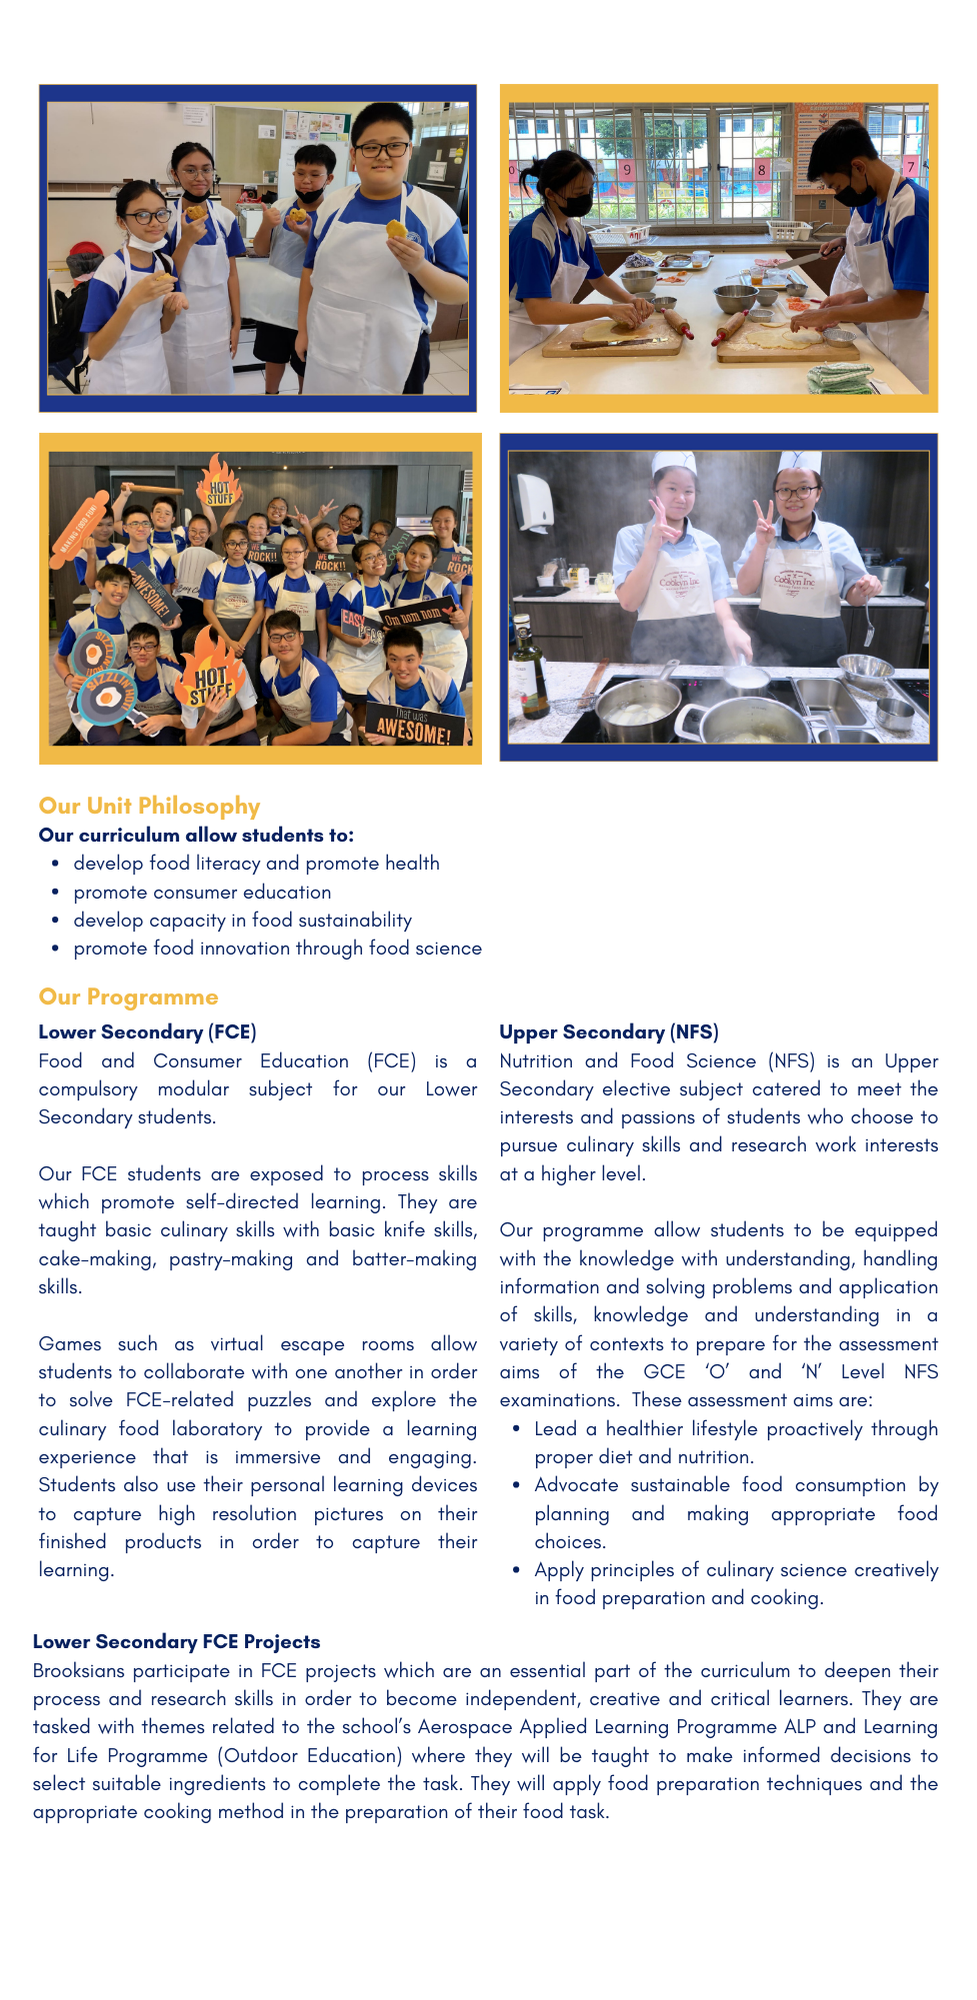 9
8
7
HOT
STUFF
MAKING FOOD FUN!
WE
ROCK!!
WE
ROCK!!
WE
ROCK
AWESOME!
EASY
Om nom nom
SIZZLIN HOT!
HOT
STUFF
That was
AWESOME!
Cookyn Inc
Cookyn Inc
Our Unit Philosophy
Our curriculum allow students to:
• develop food literacy and promote health
• promote consumer education
• develop capacity in food sustainability
• promote food innovation through food science
Our Programme
Lower Secondary (FCE)
Food and Consumer Education (FCE) is a
compulsory modular subject for our Lower
Secondary students.
Our FCE students are exposed to process skills
which promote self-directed learning. They are
taught basic culinary skills with basic knife skills,
cake-making, pastry-making and batter-making
skills.
Games such as virtual escape rooms allow
students to collaborate with one another in order
to solve FCE-related puzzles and explore the
culinary food laboratory to provide a learning
experience that is immersive and engaging.
Students also use their personal learning devices
to capture high resolution pictures on their
finished products in order to capture their
learning.
Upper Secondary (NFS)
Nutrition and Food Science (NFS) is an Upper
Secondary elective subject catered to meet the
interests and passions of students who choose to
pursue culinary skills and research work interests
at a higher level.
Our programme allow students to be equipped
with the knowledge with understanding, handling
information and solving problems and application
of skills, knowledge and understanding in a
variety of contexts to prepare for the assessment
aims of the GCE ‘O’ and ‘N’ Level NFS
examinations. These assessment aims are:
• Lead a healthier lifestyle proactively through
proper diet and nutrition.
• Advocate sustainable food consumption by
planning and making appropriate food
choices.
• Apply principles of culinary science creatively
in food preparation and cooking.
Lower Secondary FCE Projects
Brooksians participate in FCE projects which are an essential part of the curriculum to deepen their
process and research skills in order to become independent, creative and critical learners. They are
tasked with themes related to the school’s Aerospace Applied Learning Programme ALP and Learning
for Life Programme (Outdoor Education) where they will be taught to make informed decisions to
select suitable ingredients to complete the task. They will apply food preparation techniques and the
appropriate cooking method in the preparation of their food task.